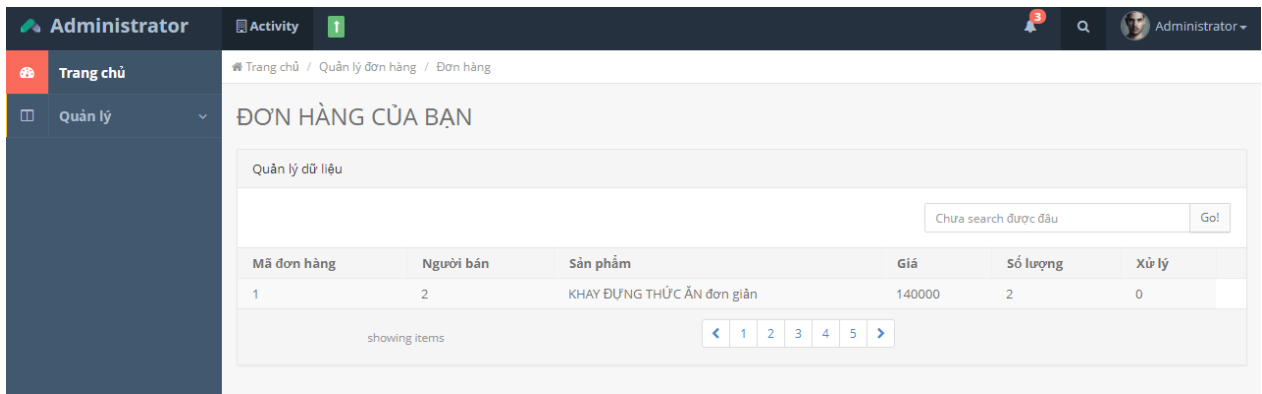 Administrator Activity 3 Administrator
Trang chủ Trang chủ / Quản lý đơn hàng / Đơn hàng
Quản lý ĐƠN HÀNG CỦA BẠN
Quản lý dữ liệu
Chưa search được đâu Go!
Mã đơn hàng Người bán Sản phẩm Giá Số lượng Xử lý
1 2 KHAY ĐỰNG THỨC ĂN đơn giản 140000 2 0
showing items 1 2 3 4 5